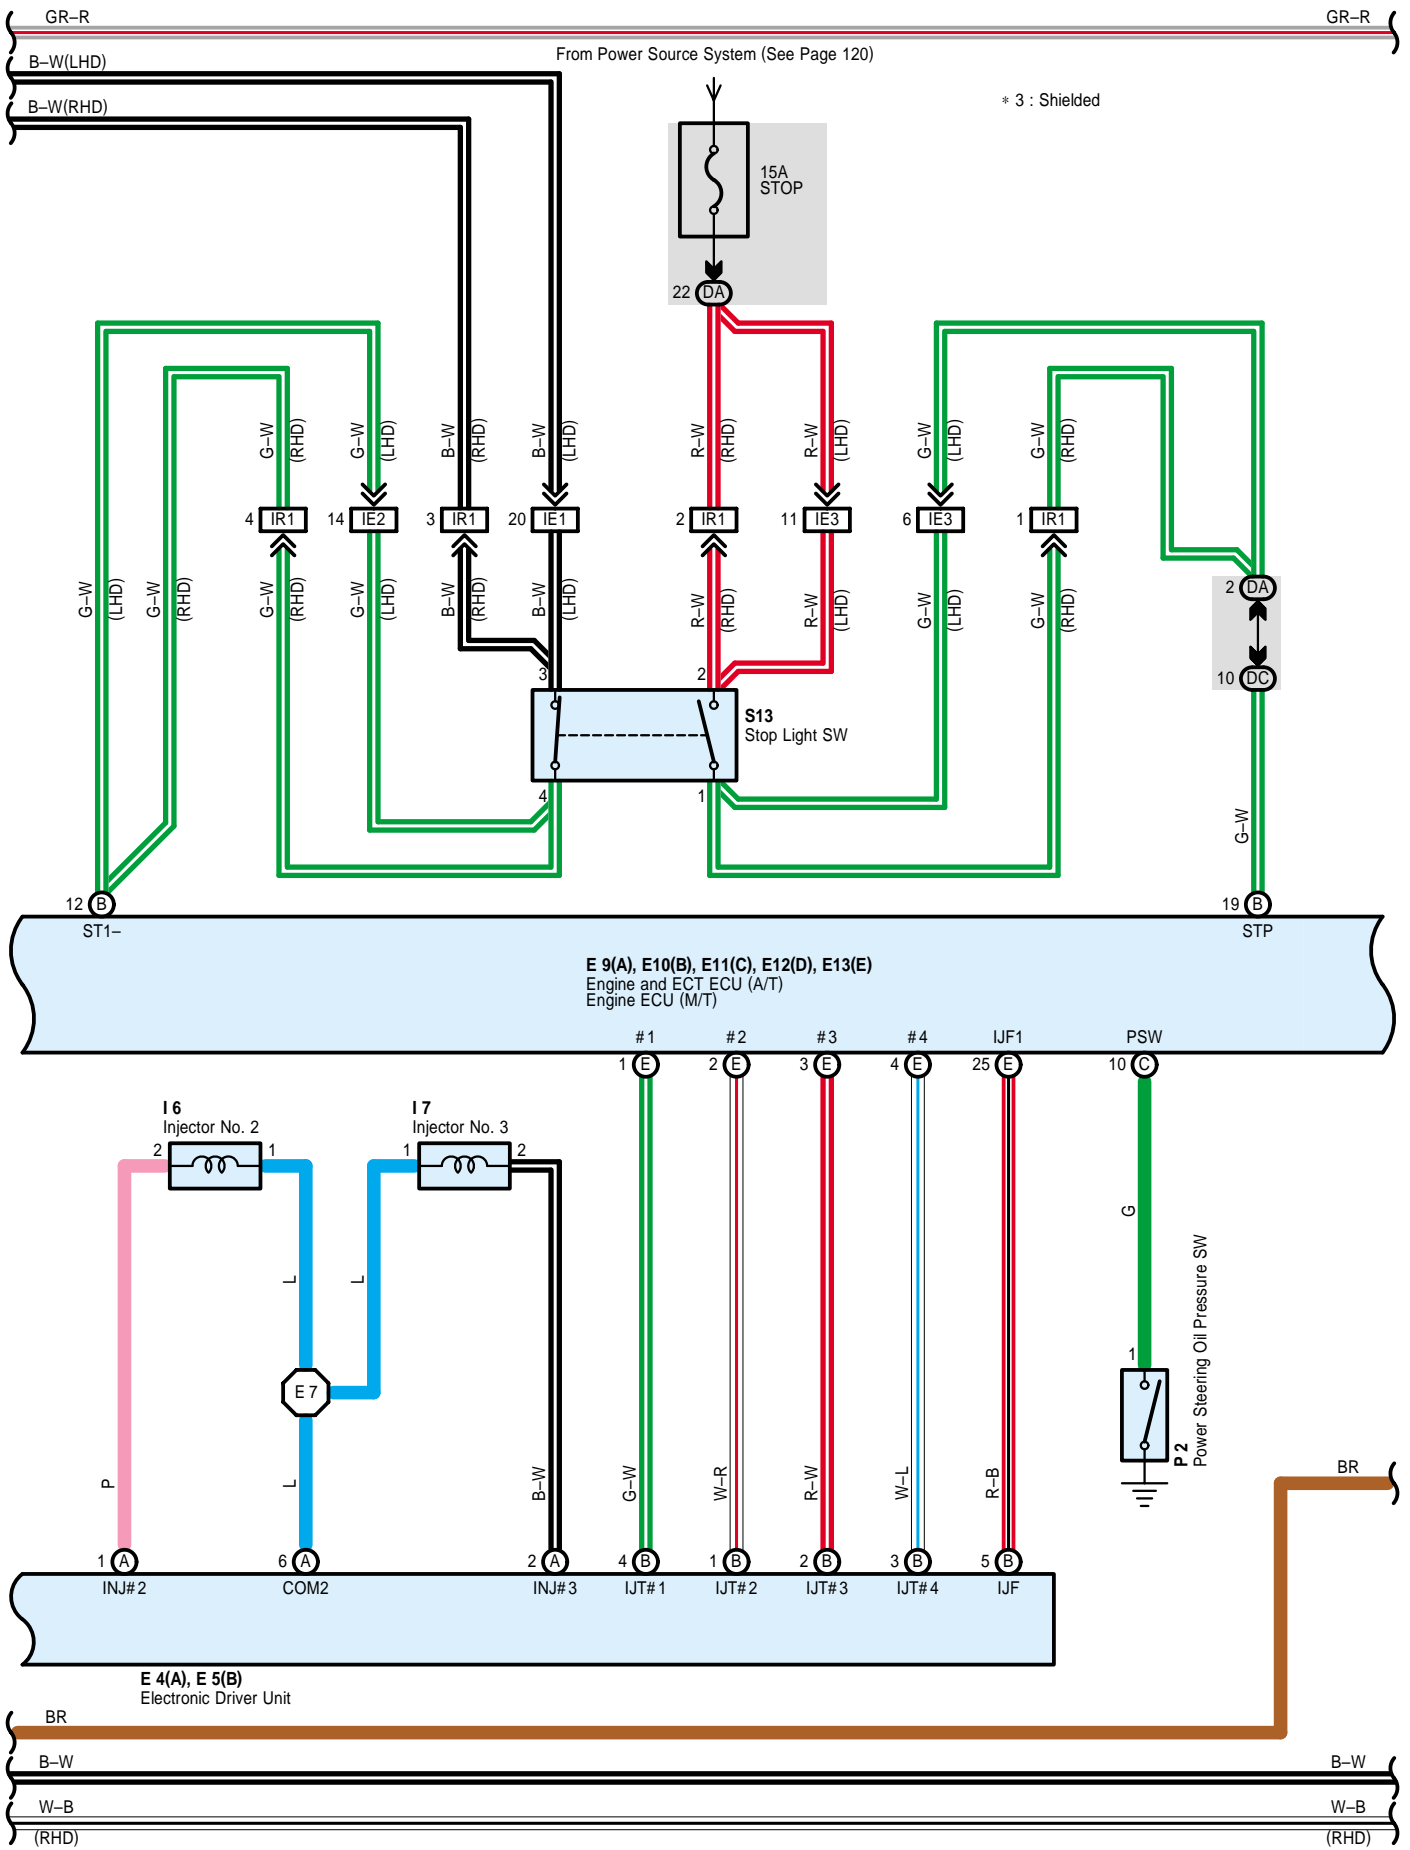 GR–R GR–R
From Power Source System (See Page 120)
B–W(LHD)
B–W(RHD)
∗ 3 : Shielded
15A
STOP
22 DA
G–W (RHD) G–W (LHD) B–W (RHD) B–W (LHD) R–W (RHD) R–W (LHD) G–W (LHD) G–W (RHD)
4 IR1 14 IE2 3 IR1 20 IE1 2 IR1 11 IE3 6 IE3 1 IR1
G–W (LHD) G–W (RHD) G–W (RHD) G–W (LHD) B–W (RHD) B–W (LHD) R–W (RHD) R–W (LHD) G–W (LHD) G–W (RHD)
2 DA
10 DC
3 2
S13
Stop Light SW
4 1
G–W
12 B 19 B
ST1– STP
E 9(A), E10(B), E11(C), E12(D), E13(E)
Engine and ECT ECU (A/T)
Engine ECU (M/T)
#1 #2 #3 #4 IJF1 PSW
1 E 2 E 3 E 4 E 25 E 10 C
I 6
Injector No. 2
I 7
Injector No. 3
2 1 1 2
G
L L
1
P 2
Power Steering Oil Pressure SW
E 7
P L B–W G–W W–R R–W W–L R–B
BR
1 A 6 A 2 A 4 B 1 B 2 B 3 B 5 B
INJ#2 COM2 INJ#3 IJT#1 IJT#2 IJT#3 IJT#4 IJF
E 4(A), E 5(B)
Electronic Driver Unit
BR
B–W B–W
W–B W–B
(RHD) (RHD)